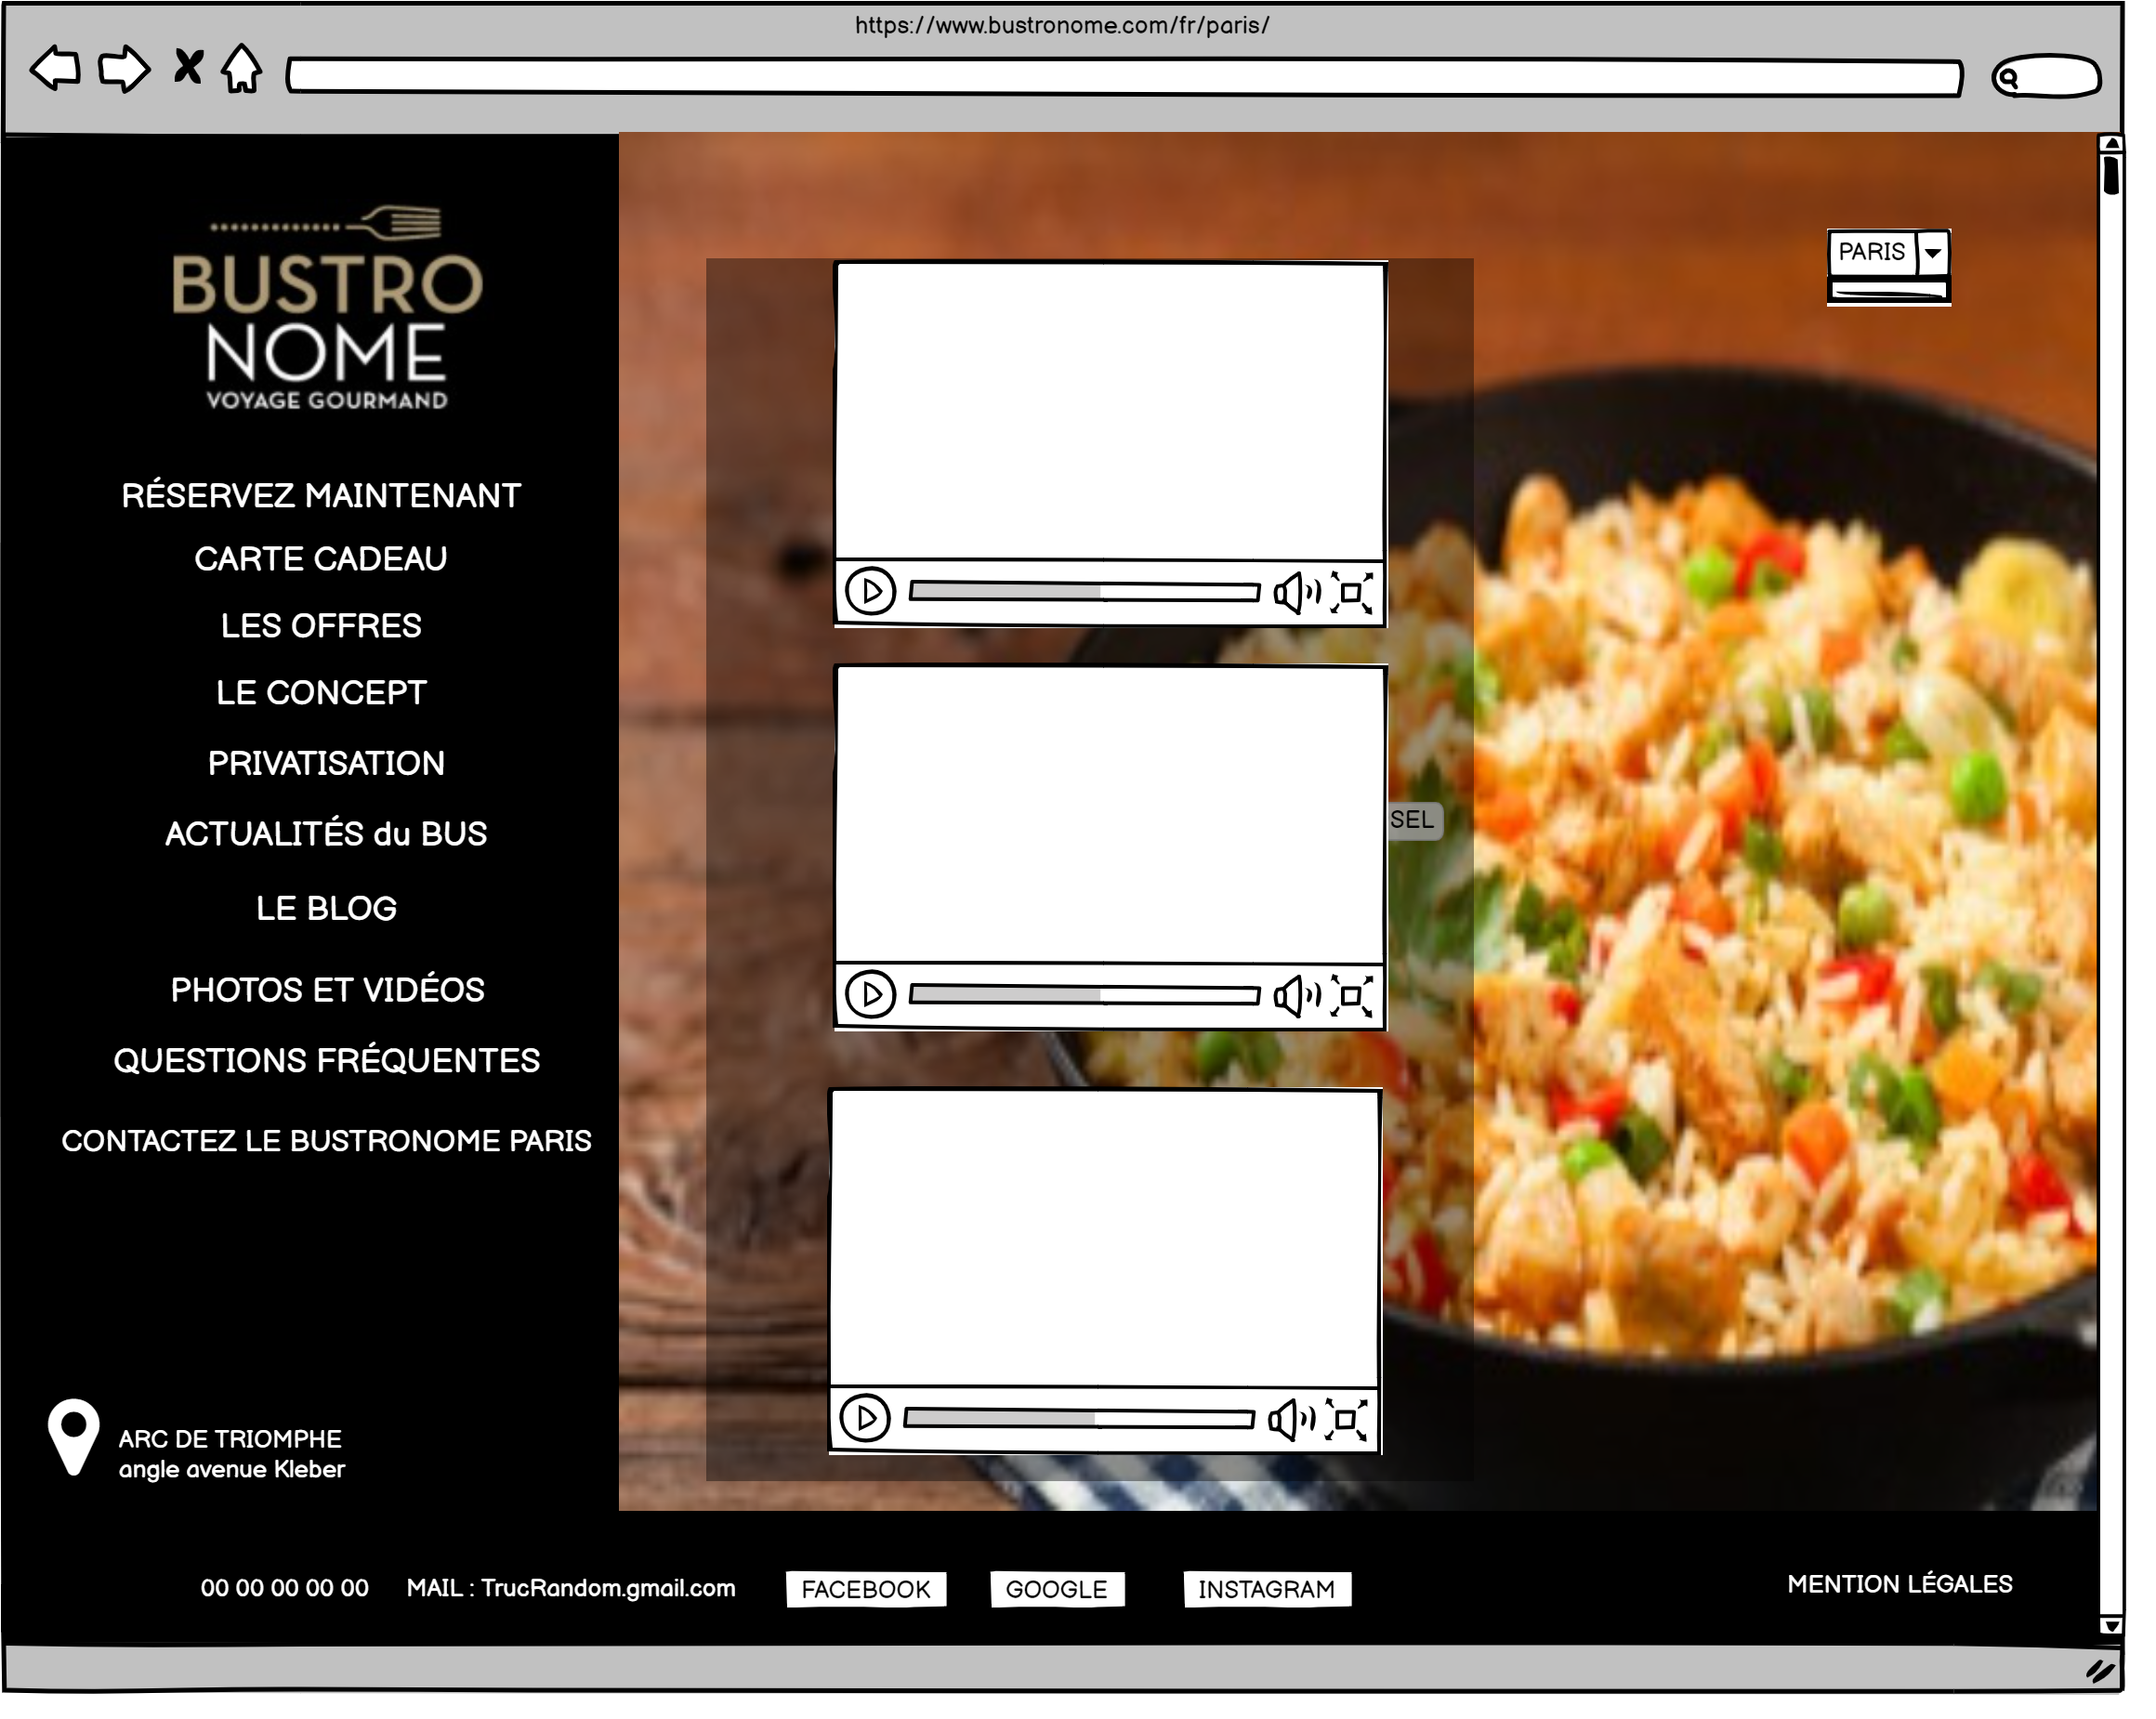 https://www.bustronome.com/fr/paris/
BUSTRO
NOME
VOYAGE GOURMAND
PARIS
RÉSERVEZ MAINTENANT
CARTE CADEAU
LES OFFRES
LE CONCEPT
PRIVATISATION
ACTUALITÉS du BUS
SEL
LE BLOG
PHOTOS ET VIDÉOS
QUESTIONS FRÉQUENTES
CONTACTEZ LE BUSTRONOME PARIS
ARC DE TRIOMPHE
angle avenue Kleber
00 00 00 00 00
MAIL : TrucRandom.gmail.com
FACEBOOK
GOOGLE
INSTAGRAM
MENTION LÉGALES